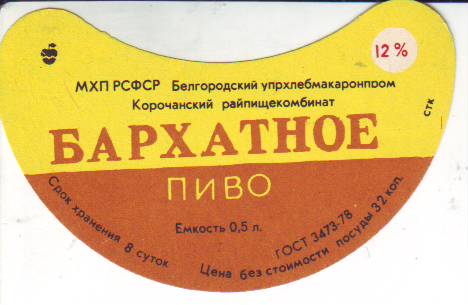 12%
МХП РСФСР Белгородский упрхлебмакаронпром
Корочанский райпищекомбинат
стк
БАРХАТНОЕ
ПИВО
Емкость 0,5 л.
Срок хранения 8 суток
ГОСТ 3473-78
Цена без стоимости посуды 32 коп.